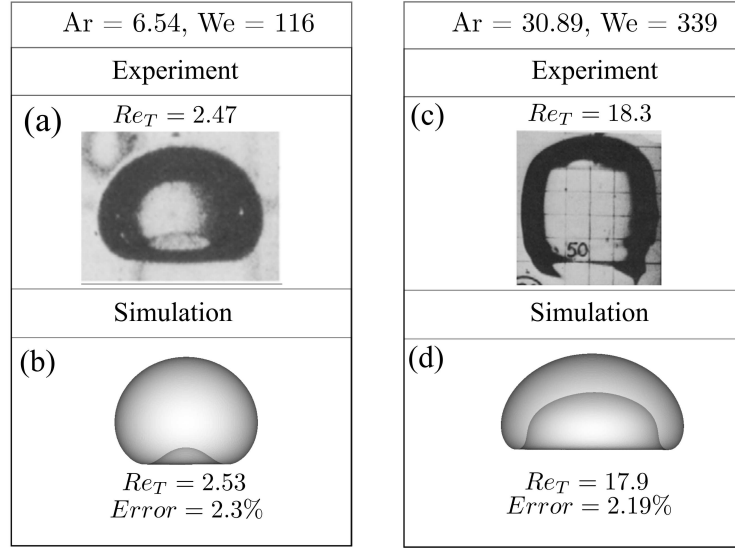 Ar = 6.54, We = 116
Experiment
(a)
Re_T = 2.47
Simulation
(b)
Re_T = 2.53
Error = 2.3%
Ar = 30.89, We = 339
Experiment
(c)
Re_T = 18.3
50
Simulation
(d)
Re_T = 17.9
Error = 2.19%